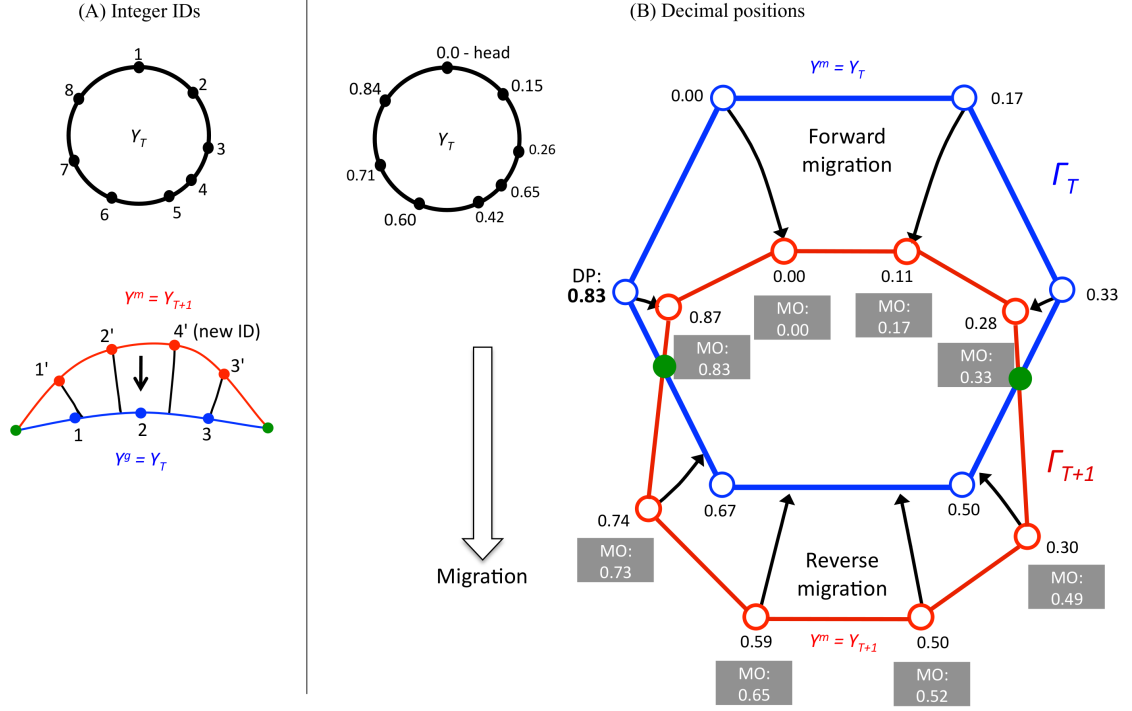 (A) Integer IDs
1
2
3
4
5
6
7
8
Y_T
Y^m = Y_{T+1}
1'
2'
4' (new ID)
3'
1
2
3
Y^g = Y_T
(B) Decimal positions
0.0 - head
0.15
0.26
0.65
0.42
0.60
0.71
0.84
Y_T
Migration
Y^m = Y_T
0.00
0.17
Forward
migration
Γ_T
DP:
0.83
0.33
0.00
MO:
0.00
0.11
MO:
0.17
0.87
MO:
0.83
0.28
MO:
0.33
Γ_{T+1}
0.67
0.50
0.74
MO:
0.73
Reverse
migration
0.30
MO:
0.49
0.59
MO:
0.65
Y^m = Y_{T+1}
0.50
MO:
0.52